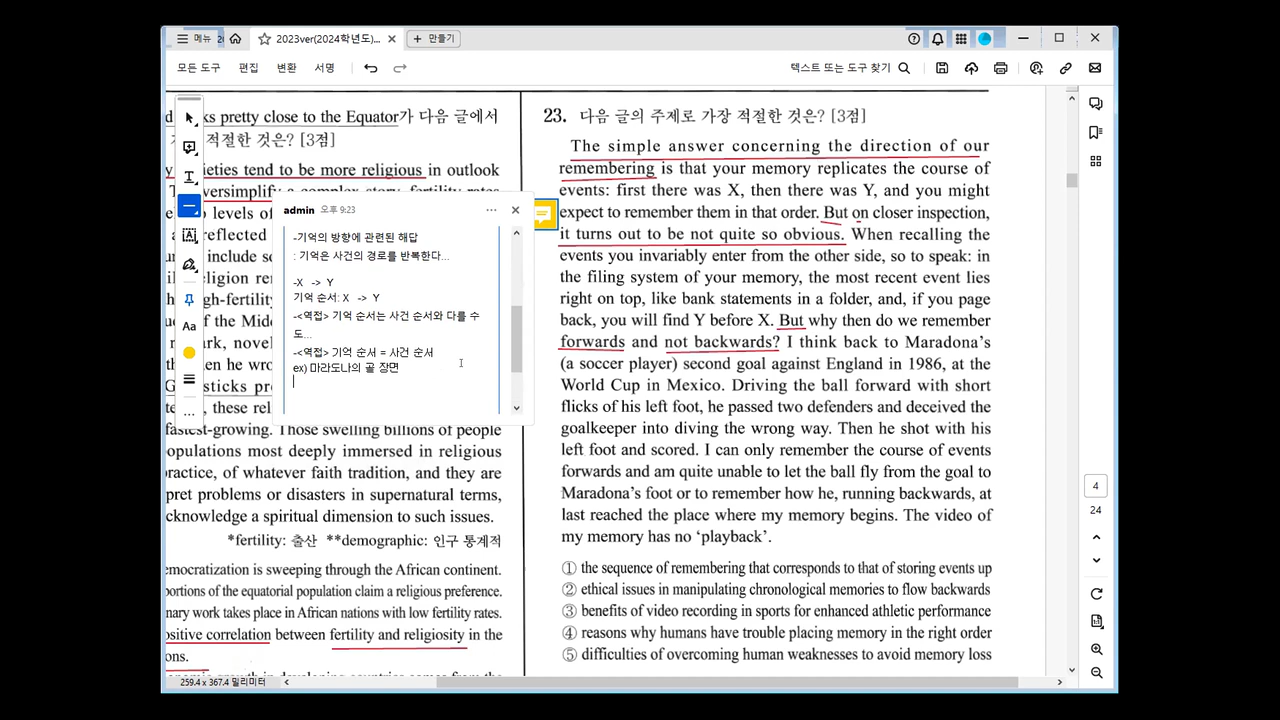 메뉴
2023ver(2024학년도)...
만들기
모든 도구
편집
변환
서명
텍스트 또는 도구 찾기
ks pretty close to the Equator가 다음 글에서
적절한 것은? [3점]
ieties tend to be more religious in outlook
versimplify a complex story, fertility rates
levels of
reflected
include so
ligion ren
gh-fertility
of the Midd
rk, novel
hen he wrot
sticks pre
, these rel
fastest-growing. Those swelling billions of people
opulations most deeply immersed in religious
ractice, of whatever faith tradition, and they are
pret problems or disasters in supernatural terms,
cknowledge a spiritual dimension to such issues.
*fertility: 출산 **demographic: 인구 통계적
emocratization is sweeping through the African continent.
portions of the equatorial population claim a religious preference.
nary work takes place in African nations with low fertility rates.
ositive correlation between fertility and religiosity in the
ons.
admin 오후 9:23
-기억의 방향에 관련된 해답
: 기억은 사건의 경로를 반복한다...
-X -> Y
기억 순서: X -> Y
-<역접> 기억 순서는 사건 순서와 다를 수
도...
-<역접> 기억 순서 = 사건 순서
ex) 마라도나의 골 장면
23. 다음 글의 주제로 가장 적절한 것은? [3점]
The simple answer concerning the direction of our
remembering is that your memory replicates the course of
events: first there was X, then there was Y, and you might
expect to remember them in that order. But on closer inspection,
it turns out to be not quite so obvious. When recalling the
events you invariably enter from the other side, so to speak: in
the filing system of your memory, the most recent event lies
right on top, like bank statements in a folder, and, if you page
back, you will find Y before X. But why then do we remember
forwards and not backwards? I think back to Maradona's
(a soccer player) second goal against England in 1986, at
the World Cup in Mexico. Driving the ball forward with short
flicks of his left foot, he passed two defenders and deceived the
goalkeeper into diving the wrong way. Then he shot with his
left foot and scored. I can only remember the course of events
forwards and am quite unable to let the ball fly from the goal to
Maradona's foot or to remember how he, running backwards, at
last reached the place where my memory begins. The video of
my memory has no 'playback'.
① the sequence of remembering that corresponds to that of storing events up
② ethical issues in manipulating chronological memories to flow backwards
③ benefits of video recording in sports for enhanced athletic performance
④ reasons why humans have trouble placing memory in the right order
⑤ difficulties of overcoming human weaknesses to avoid memory loss
Aa
4
24
259.4 x 367.4 밀리미터